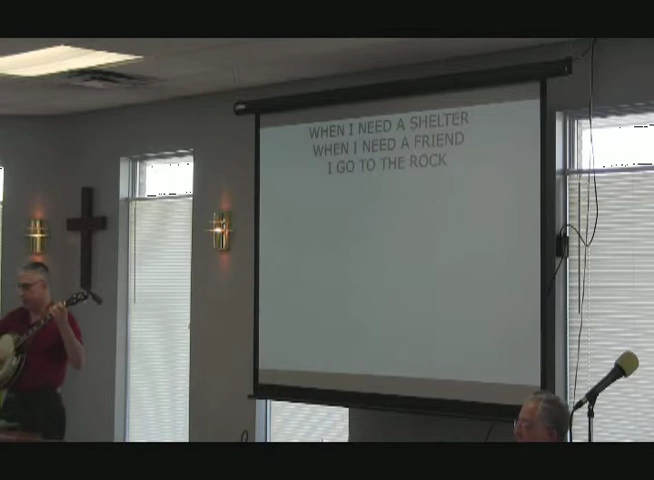 WHEN I NEED A SHELTER
WHEN I NEED A FRIEND
I GO TO THE ROCK